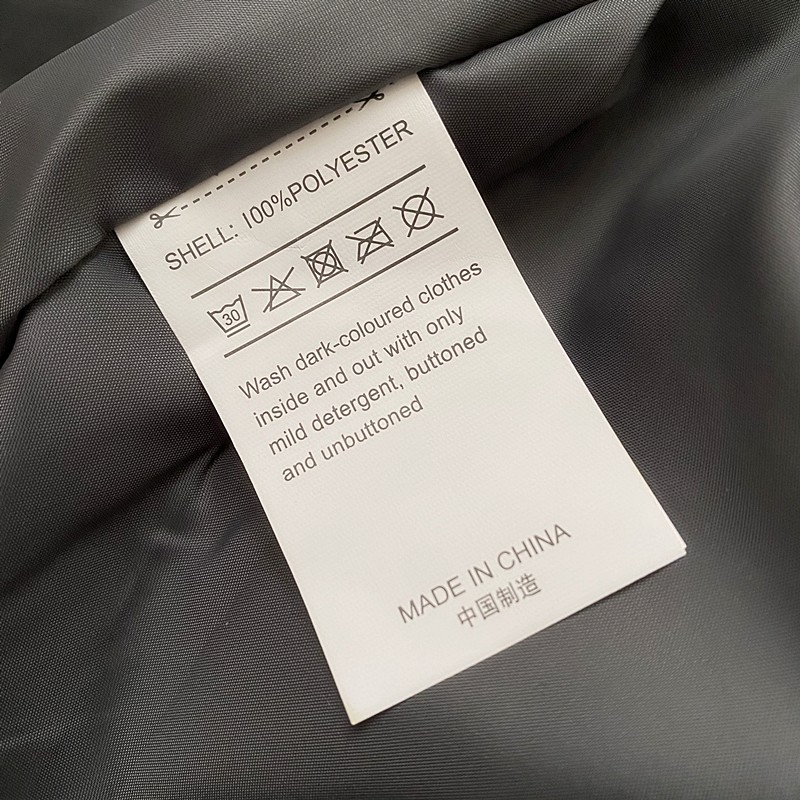 SHELL: 100%POLYESTER
30
Wash dark-coloured clothes
inside and out with only
mild detergent, buttoned
and unbuttoned
MADE IN CHINA
中国制造